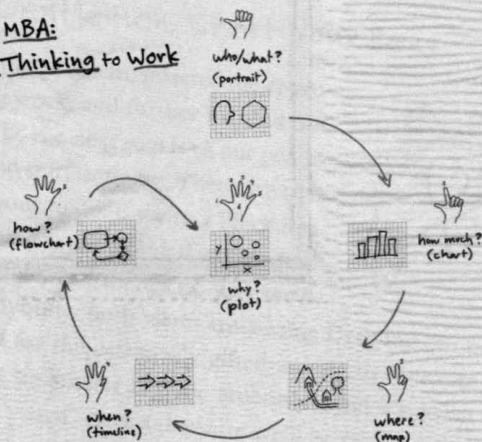 MBA:
Thinking to Work
who/what?
(portrait)
how much?
(chart)
where?
(map)
when?
(timeline)
how?
(flowchart)
y
x
why?
(plot)